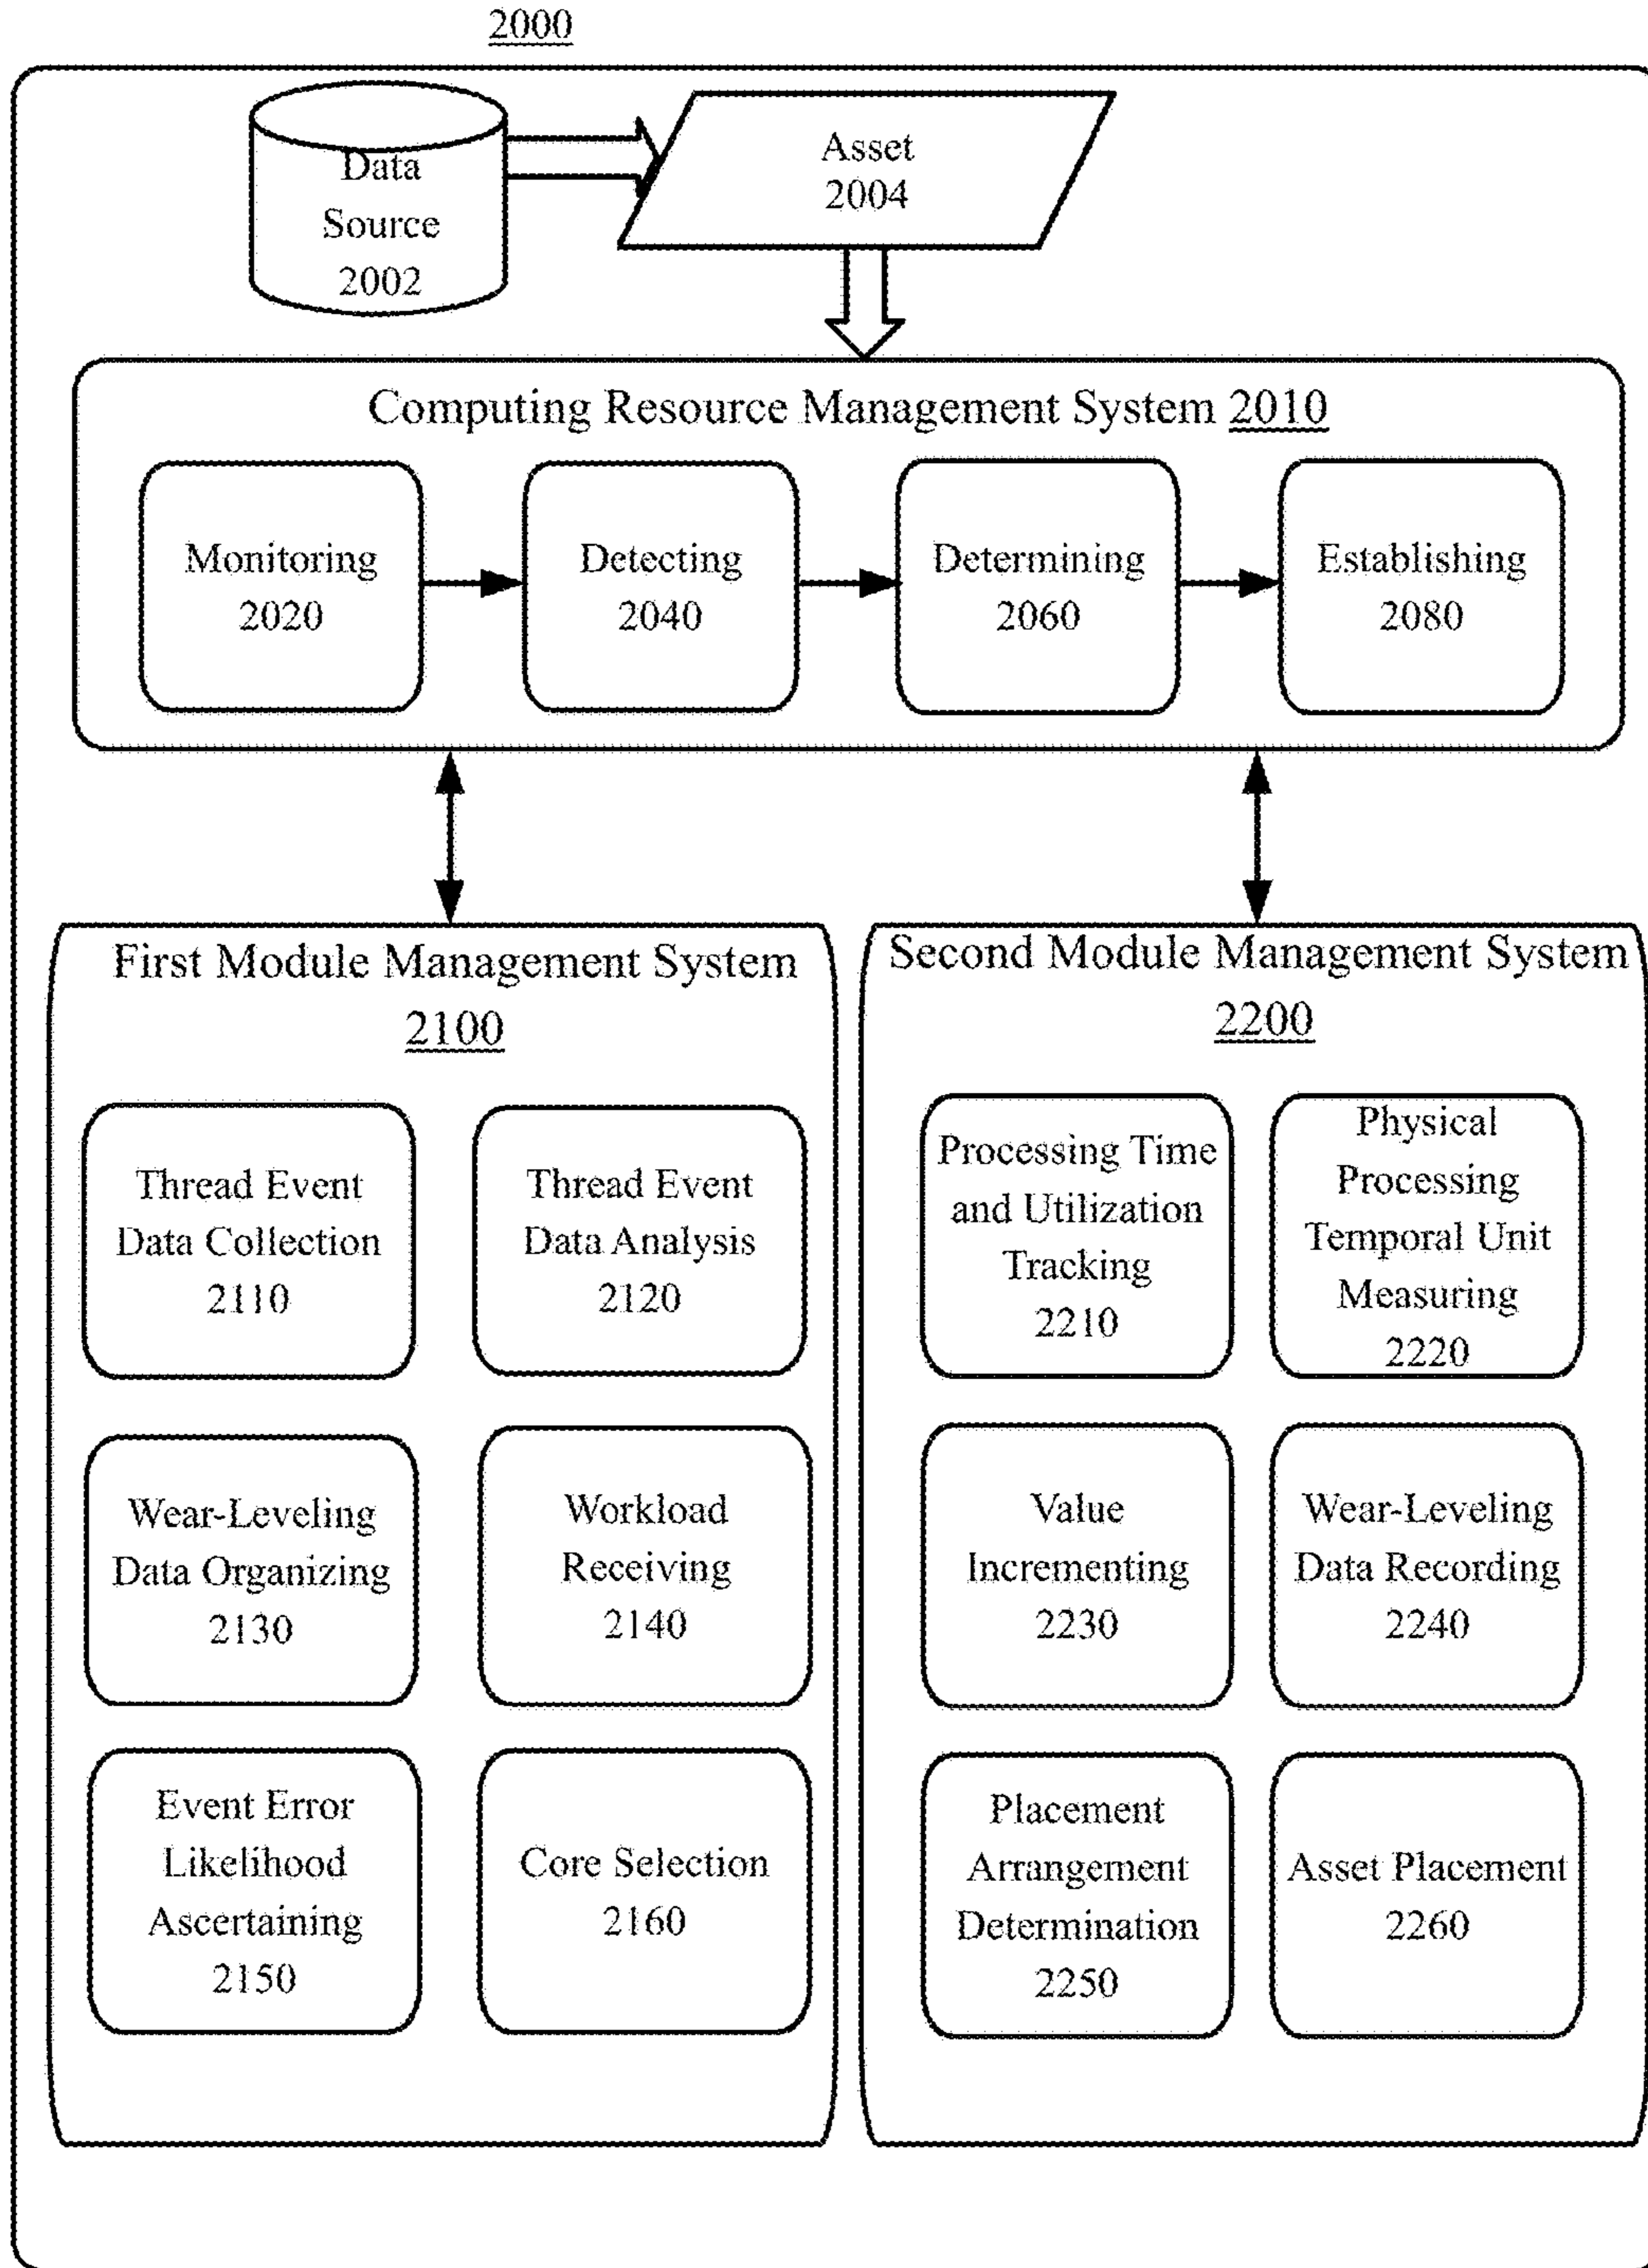 2000
Data
Source
2002
Asset
2004
Computing Resource Management System 2010
Monitoring
2020
Detecting
2040
Determining
2060
Establishing
2080
First Module Management System
2100
Thread Event
Data Collection
2110
Thread Event
Data Analysis
2120
Wear-Leveling
Data Organizing
2130
Workload
Receiving
2140
Event Error
Likelihood
Ascertaining
2150
Core Selection
2160
Second Module Management System
2200
Processing Time
and Utilization
Tracking
2210
Physical
Processing
Temporal Unit
Measuring
2220
Value
Incrementing
2230
Wear-Leveling
Data Recording
2240
Placement
Arrangement
Determination
2250
Asset Placement
2260